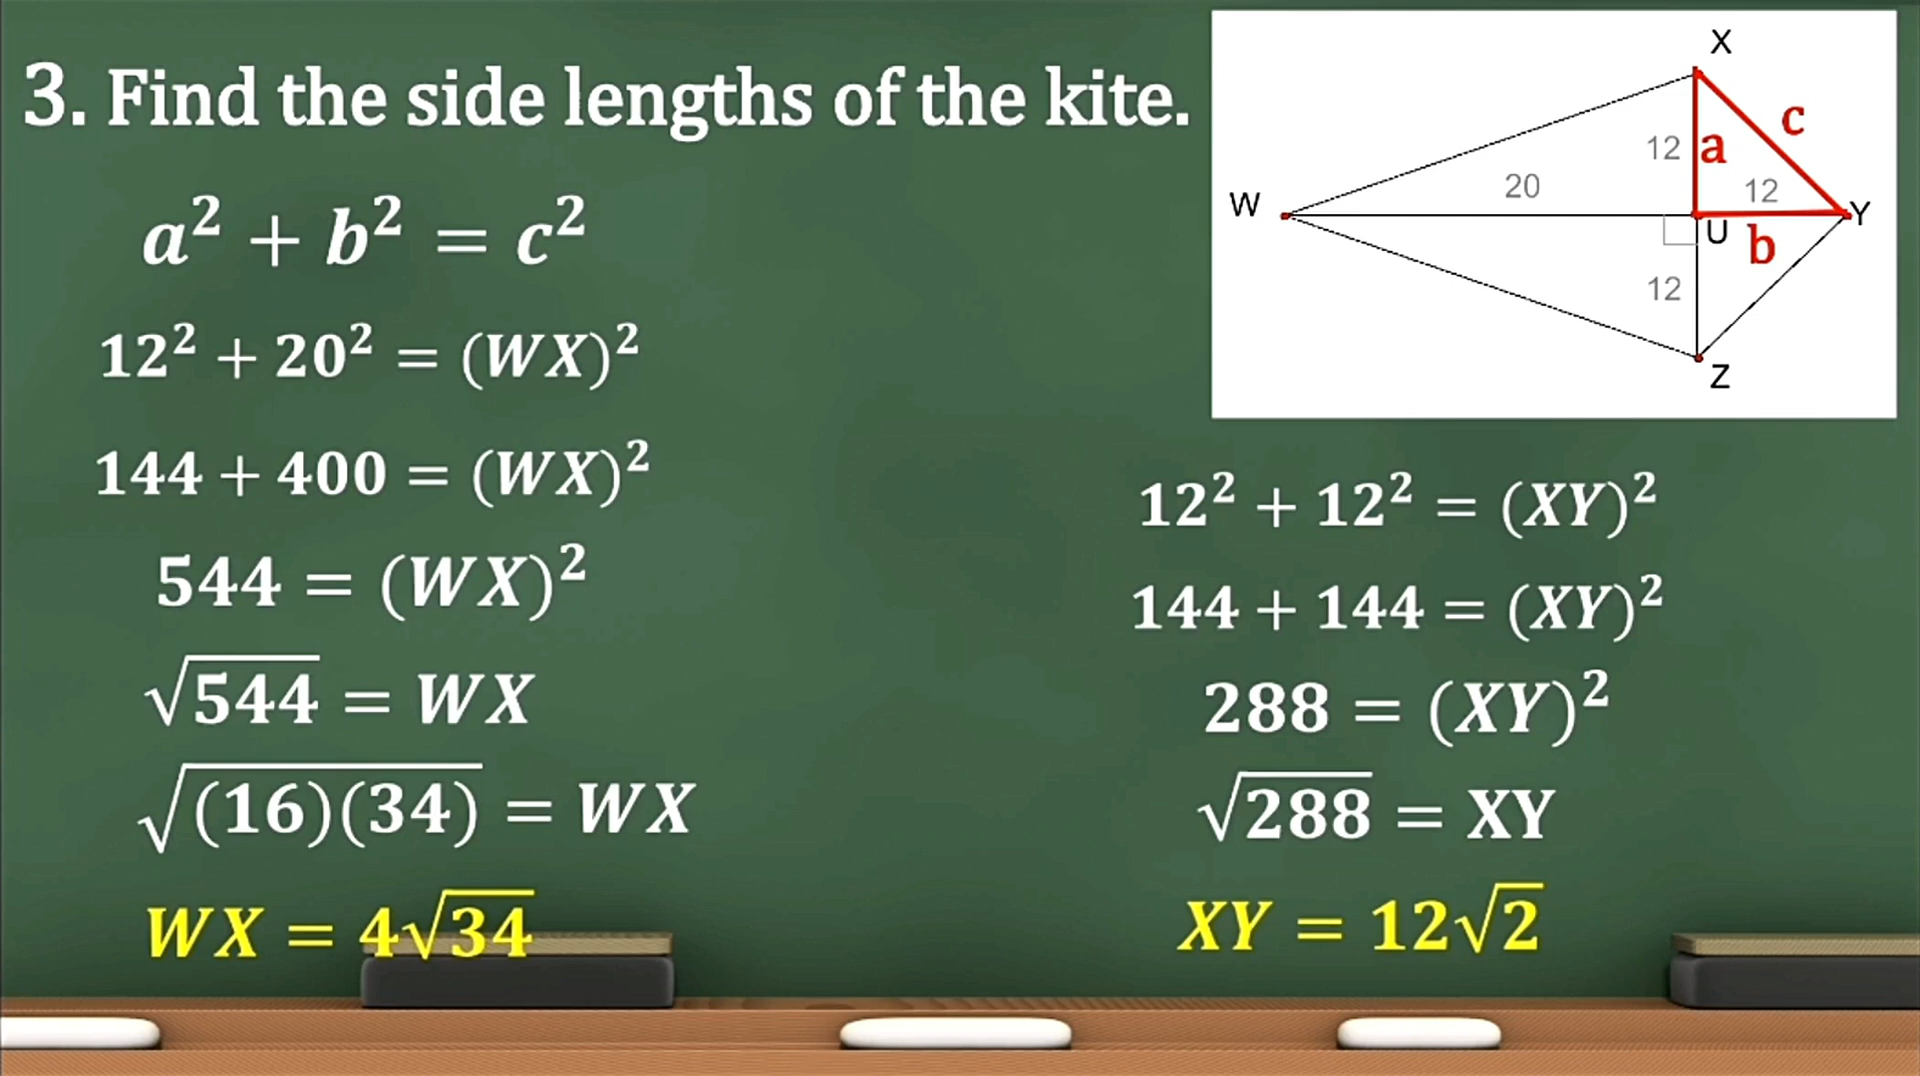 3. Find the side lengths of the kite.
a² + b² = c²
12² + 20² = (WX)²
144 + 400 = (WX)²
544 = (WX)²
√544 = WX
√(16)(34) = WX
WX = 4√34
X
c
12 a
20
12
W
Y
U b
12
Z
12² + 12² = (XY)²
144 + 144 = (XY)²
288 = (XY)²
√288 = XY
XY = 12√2